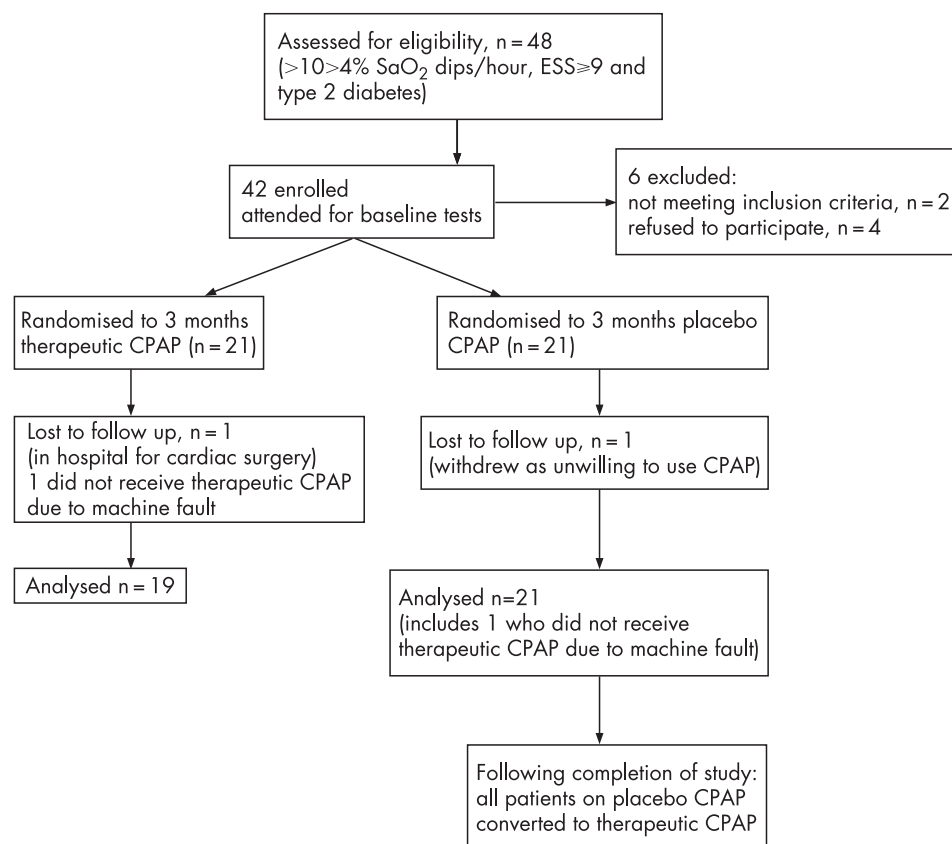 Assessed for eligibility, n = 48
(>10>4% SaO₂ dips/hour, ESS⩾9 and
type 2 diabetes)
42 enrolled
attended for baseline tests
6 excluded:
not meeting inclusion criteria, n = 2
refused to participate, n = 4
Randomised to 3 months
therapeutic CPAP (n = 21)
Randomised to 3 months placebo
CPAP (n = 21)
Lost to follow up, n = 1
(in hospital for cardiac surgery)
1 did not receive therapeutic CPAP
due to machine fault
Lost to follow up, n = 1
(withdrew as unwilling to use CPAP)
Analysed n = 19
Analysed n=21
(includes 1 who did not receive
therapeutic CPAP due to machine fault)
Following completion of study:
all patients on placebo CPAP
converted to therapeutic CPAP